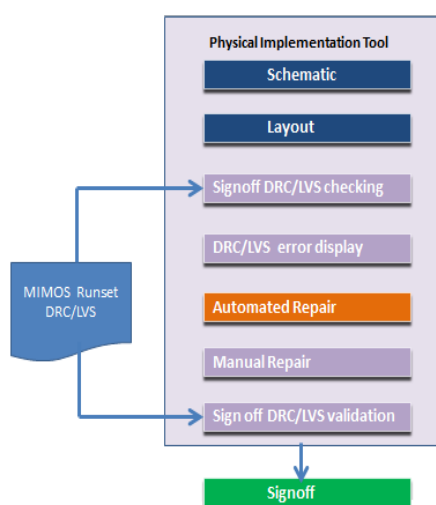 Physical Implementation Tool
Schematic
Layout
Signoff DRC/LVS checking
DRC/LVS error display
MIMOS Runset
DRC/LVS
Automated Repair
Manual Repair
Sign off DRC/LVS validation
Signoff